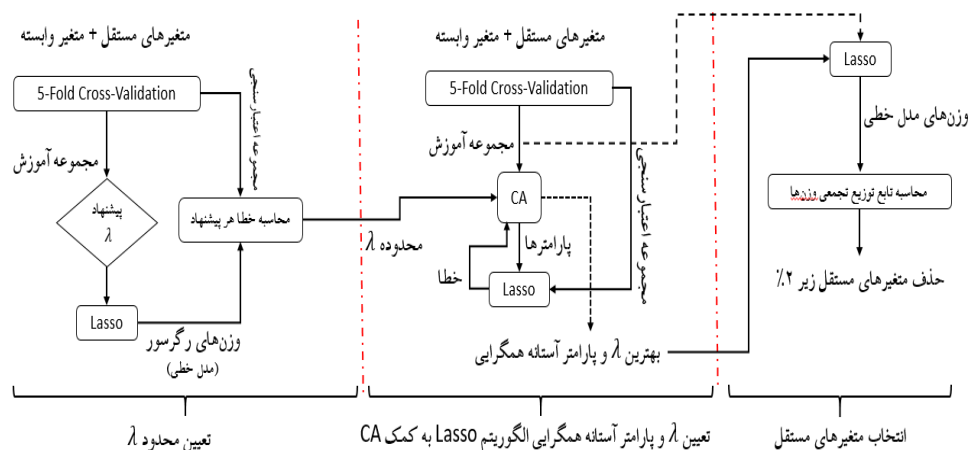 متغیرهای مستقل + متغیر وابسته
5-Fold Cross-Validation
مجموعه آموزش
مجموعه اعتبارسنجی
پیشنهاد
λ
محاسبه خطا هر پیشنهاد
Lasso
وزن‌های رگرسور
(مدل خطی)
تعیین محدود λ
متغیرهای مستقل + متغیر وابسته
5-Fold Cross-Validation
مجموعه آموزش
مجموعه اعتبارسنجی
CA
محدوده λ
پارامترها
خطا
Lasso
بهترین λ و پارامتر آستانه همگرایی
تعیین λ و پارامتر آستانه همگرایی الگوریتم Lasso به کمک CA
Lasso
وزن‌های مدل خطی
محاسبه تابع توزیع تجمعی وزن‌ها
حذف متغیرهای مستقل زیر ۲٪
انتخاب متغیرهای مستقل